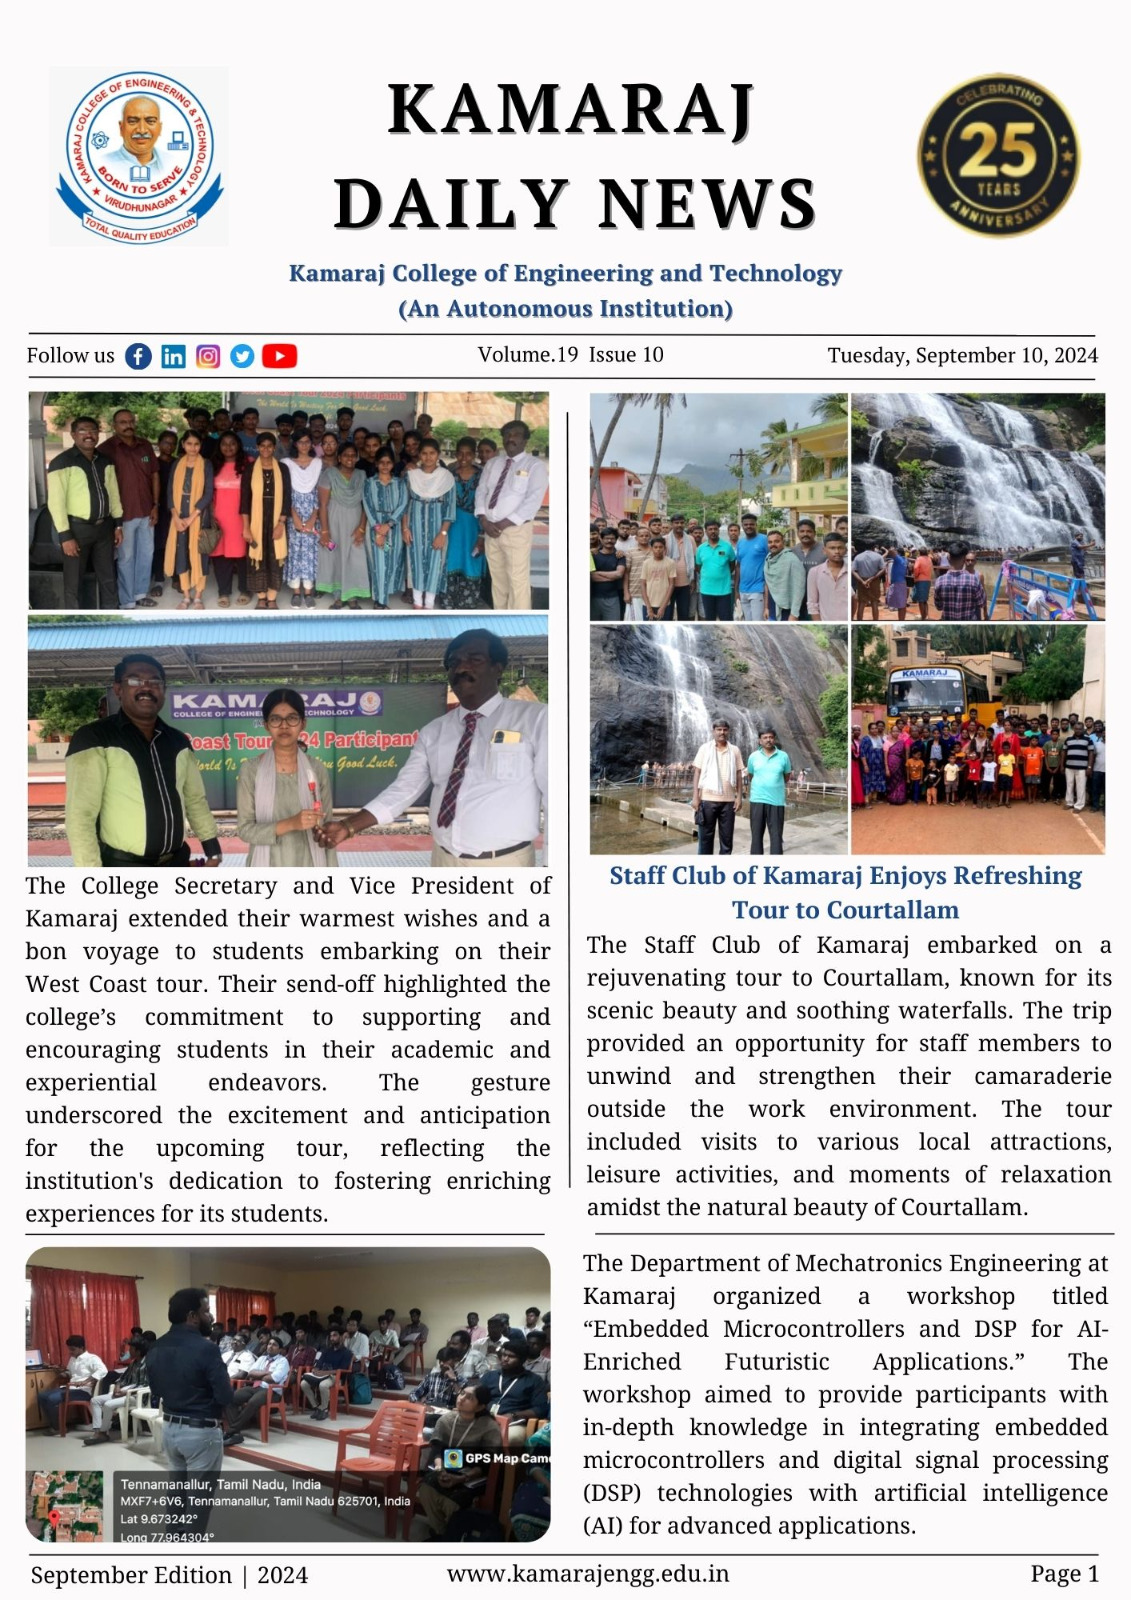 KAMARAJ COLLEGE OF ENGINEERING & TECHNOLOGY
BORN TO SERVE
VIRUDHUNAGAR
TOTAL QUALITY EDUCATION
KAMARAJ
DAILY NEWS
CELEBRATING
25
YEARS
ANNIVERSARY
Kamaraj College of Engineering and Technology
(An Autonomous Institution)
Follow us
Volume.19 Issue 10
Tuesday, September 10, 2024
Participants
The World Is Waiting For You Good Luck.
KAMARAJ
COLLEGE OF ENGINE TECHNOLOGY
Coast Tour 24 Participant
World Is You Good Luck.
KAMARAJ
The College Secretary and Vice President of
Kamaraj extended their warmest wishes and a
bon voyage to students embarking on their
West Coast tour. Their send-off highlighted the
college’s commitment to supporting and
encouraging students in their academic and
experiential endeavors. The gesture
underscored the excitement and anticipation
for the upcoming tour, reflecting the
institution's dedication to fostering enriching
experiences for its students.
Staff Club of Kamaraj Enjoys Refreshing
Tour to Courtallam
The Staff Club of Kamaraj embarked on a
rejuvenating tour to Courtallam, known for its
scenic beauty and soothing waterfalls. The trip
provided an opportunity for staff members to
unwind and strengthen their camaraderie
outside the work environment. The tour
included visits to various local attractions,
leisure activities, and moments of relaxation
amidst the natural beauty of Courtallam.
GPS Map Cam
Tennamanallur, Tamil Nadu, India
MXF7+6V6, Tennamanallur, Tamil Nadu 625701, India
Lat 9.673242°
Long 77.964304°
The Department of Mechatronics Engineering at
Kamaraj organized a workshop titled
“Embedded Microcontrollers and DSP for AI-
Enriched Futuristic Applications.” The
workshop aimed to provide participants with
in-depth knowledge in integrating embedded
microcontrollers and digital signal processing
(DSP) technologies with artificial intelligence
(AI) for advanced applications.
September Edition | 2024
www.kamarajengg.edu.in
Page 1